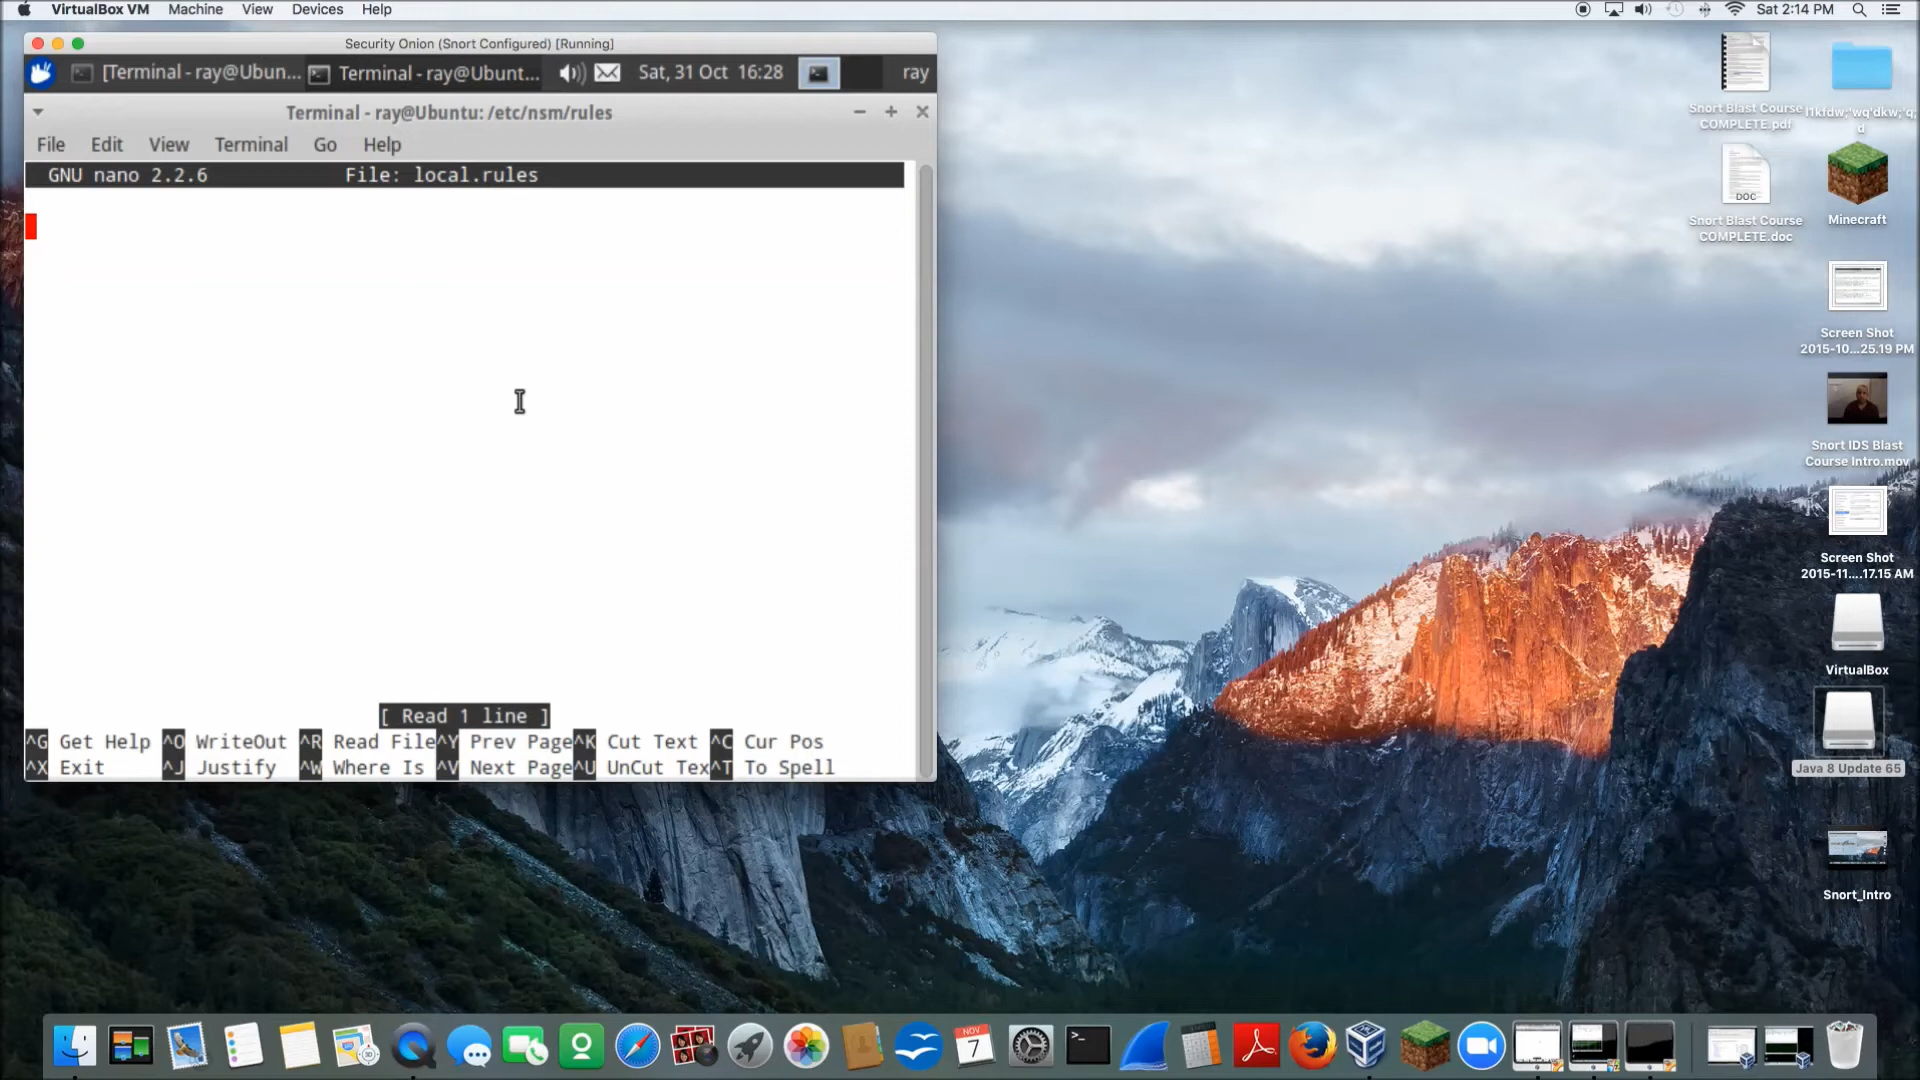 VirtualBox VM Machine View Devices Help
Sat 2:14 PM
Security Onion (Snort Configured) [Running]
[Terminal - ray@Ubun...
Terminal - ray@Ubunt...
Sat, 31 Oct 16:28
ray
Terminal - ray@Ubuntu: /etc/nsm/rules
File Edit View Terminal Go Help
GNU nano 2.2.6 File: local.rules
[ Read 1 line ]
^G Get Help ^O WriteOut ^R Read File ^Y Prev Page ^K Cut Text ^C Cur Pos
^X Exit ^J Justify ^W Where Is ^V Next Page ^U UnCut Tex ^T To Spell
Snort Blast Course
COMPLETE.pdf
l1kfdw;'wq'dkw;'q;
d
DOC
Snort Blast Course
COMPLETE.doc
Minecraft
Screen Shot
2015-10...25.19 PM
Snort IDS Blast
Course Intro.mov
Screen Shot
2015-11....17.15 AM
VirtualBox
Java 8 Update 65
Snort_Intro
NOV
7